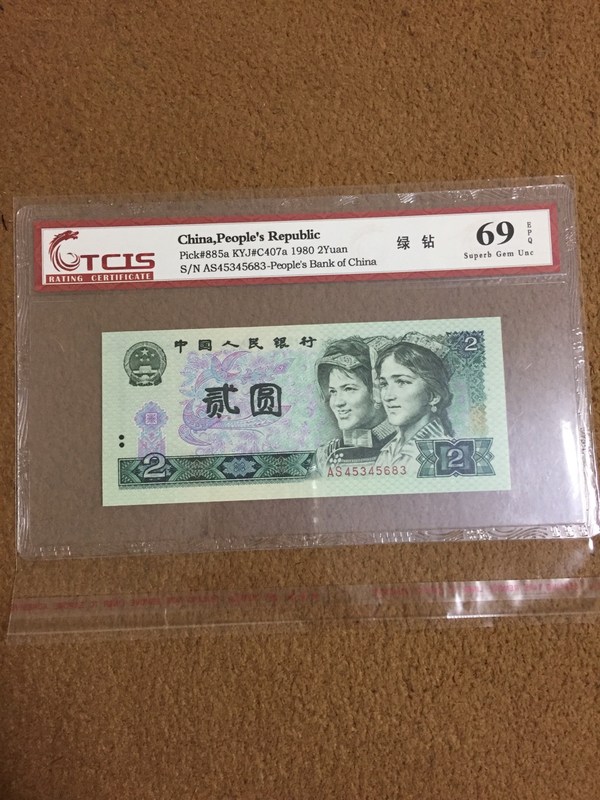 TCIS
RATING CERTIFICATE
China,People's Republic
Pick#885a KYJ#C407a 1980 2Yuan
S/N AS45345683-People's Bank of China
绿 钻
69 EPQ
Superb Gem Unc
中国人民银行
2
贰圆
AS45345683
2
2